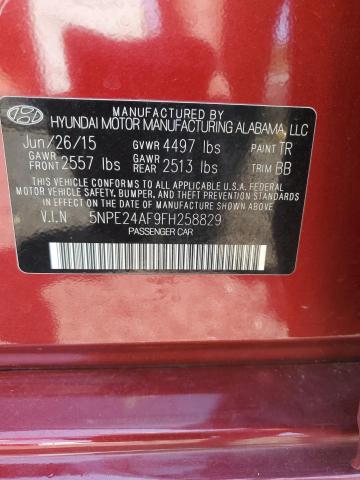 MANUFACTURED BY
HYUNDAI MOTOR MANUFACTURING ALABAMA, LLC
Jun/26/15 GVWR 4497 lbs PAINT TR
GAWR FRONT 2557 lbs GAWR REAR 2513 lbs TRIM BB
THIS VEHICLE CONFORMS TO ALL APPLICABLE U.S.A FEDERAL
MOTOR VEHICLE SAFETY, BUMPER, AND THEFT PREVENTION
STANDARDS IN EFFECT ON THE DATE OF MANUFACTURE SHOWN ABOVE.
V.I.N 5NPE24AF9FH258829
PASSENGER CAR